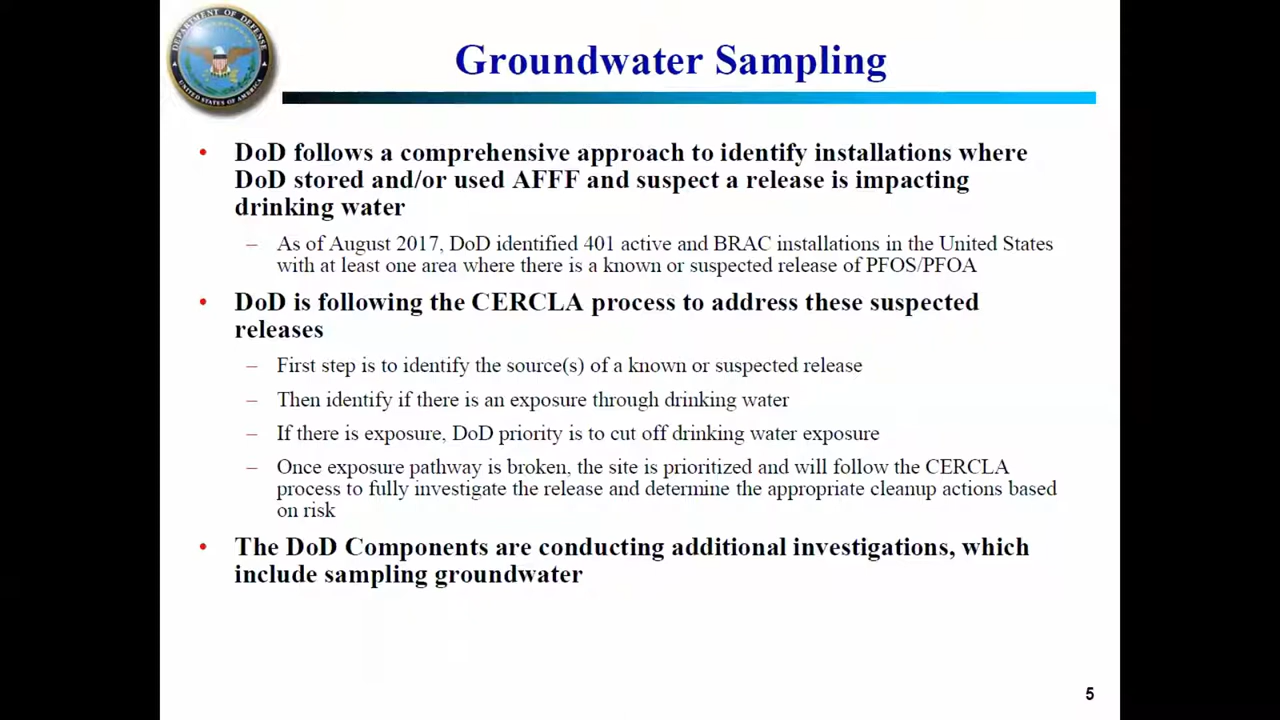 DEPARTMENT OF DEFENSE
UNITED STATES OF AMERICA
Groundwater Sampling
• DoD follows a comprehensive approach to identify installations where
DoD stored and/or used AFFF and suspect a release is impacting
drinking water
– As of August 2017, DoD identified 401 active and BRAC installations in the United States
with at least one area where there is a known or suspected release of PFOS/PFOA
• DoD is following the CERCLA process to address these suspected
releases
– First step is to identify the source(s) of a known or suspected release
– Then identify if there is an exposure through drinking water
– If there is exposure, DoD priority is to cut off drinking water exposure
– Once exposure pathway is broken, the site is prioritized and will follow the CERCLA
process to fully investigate the release and determine the appropriate cleanup actions based
on risk
• The DoD Components are conducting additional investigations, which
include sampling groundwater
5